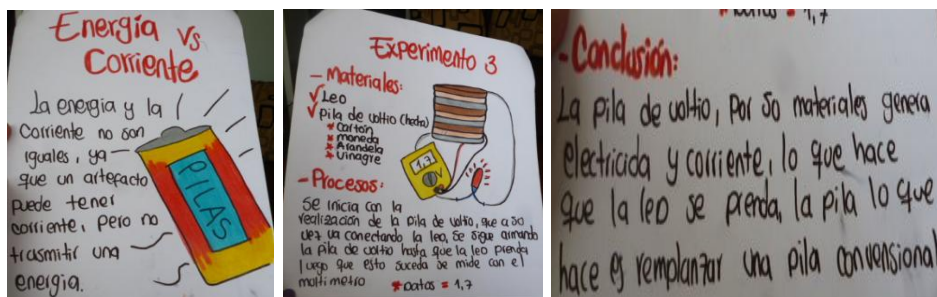 Energía vs
Corriente
La energia y la
corriente no son
iguales, ya
que un artefacto
puede tener
corriente, pero no
trasmitir una
energia.
PILAS
Experimento 3
- Materiales:
✓ Leo
✓ Pila de voltio (hecha)
* Cartón
* moneda
* Arandela
* Vinagre
1,7
V
- Procesos:
Se inicia con la
realización de la pila de voltio, que a so
vez va conectando la leo, se sigue armando
la pila de voltio hasta que la leo prenda
luego que esto suceda se mide con el
multimetro
* Datos = 1,7
* Datos = 1,7
- Conclusión:
La pila de voltio, por so materiales genera
electricida y corriente, lo que hace
que la leo se prenda, la pila lo que
hace es remplanzar una pila convensional